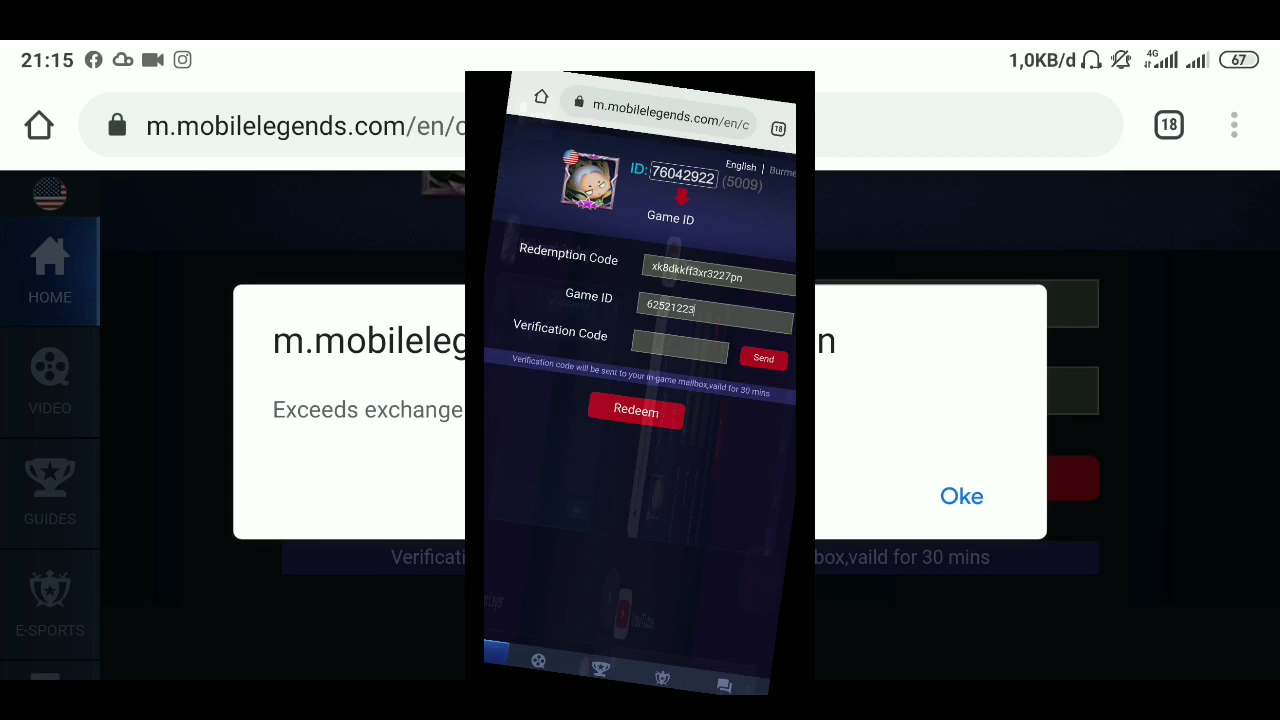 21:15
1,0KB/d
4G
67
m.mobilelegends.com/en/c
18
HOME
VIDEO
GUIDES
E-SPORTS
m.mobileleg
n
Exceeds exchange
Oke
Verificati
box,vaild for 30 mins
m.mobilelegends.com/en/c
18
English | Burme
ID: 76042922 (5009)
Game ID
Redemption Code
xk8dkkff3xr3227pn
Game ID
62521223
Verification Code
Send
Verification code will be sent to your in-game mailbox,vaild for 30 mins
Redeem
YouTube